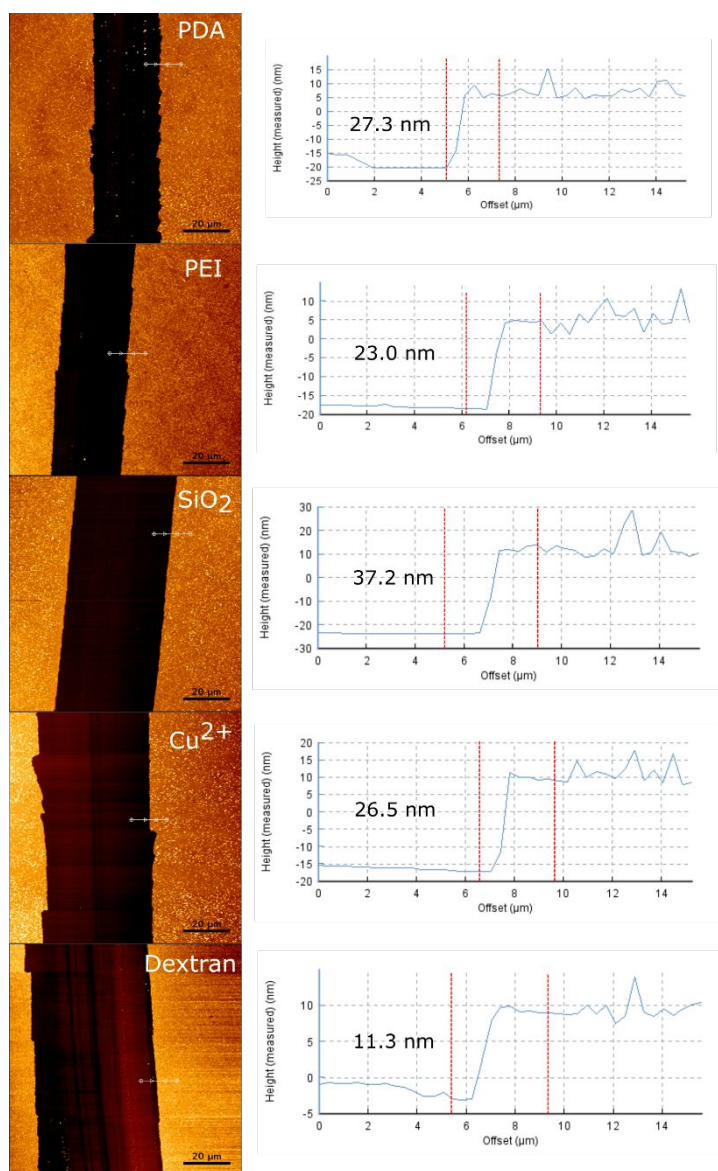 PDA
20 µm
Height (measured) (nm)
15
10
5
0
-5
-10
-15
-20
-25
27.3 nm
0 2 4 6 8 10 12 14
Offset (µm)
PEI
20 µm
Height (measured) (nm)
10
5
0
-5
-10
-15
-20
23.0 nm
0 2 4 6 8 10 12 14
Offset (µm)
SiO2
20 µm
Height (measured) (nm)
30
20
10
0
-10
-20
-30
37.2 nm
0 2 4 6 8 10 12 14
Offset (µm)
Cu2+
20 µm
Height (measured) (nm)
20
15
10
5
0
-5
-10
-15
-20
26.5 nm
0 2 4 6 8 10 12 14
Offset (µm)
Dextran
20 µm
Height (measured) (nm)
10
5
0
-5
11.3 nm
0 2 4 6 8 10 12 14
Offset (µm)